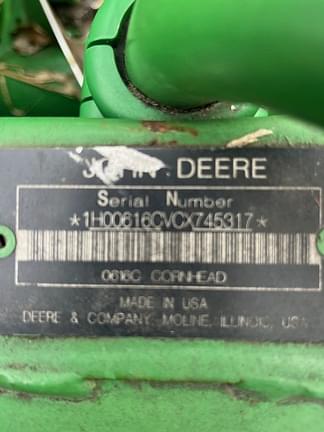 JOHN DEERE
Serial Number
*1H00616CVCX745317*
0616C CORNHEAD
MADE IN USA
DEERE & COMPANY MOLINE, ILLINOIS, USA